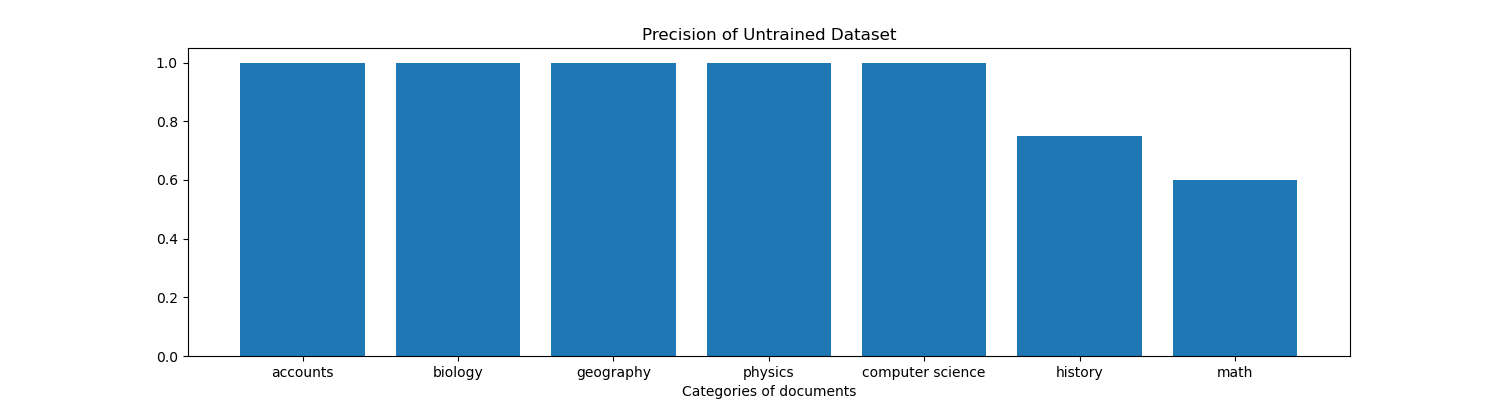 Precision of Untrained Dataset
1.0
0.8
0.6
0.4
0.2
0.0
accounts biology geography physics computer science history math
Categories of documents